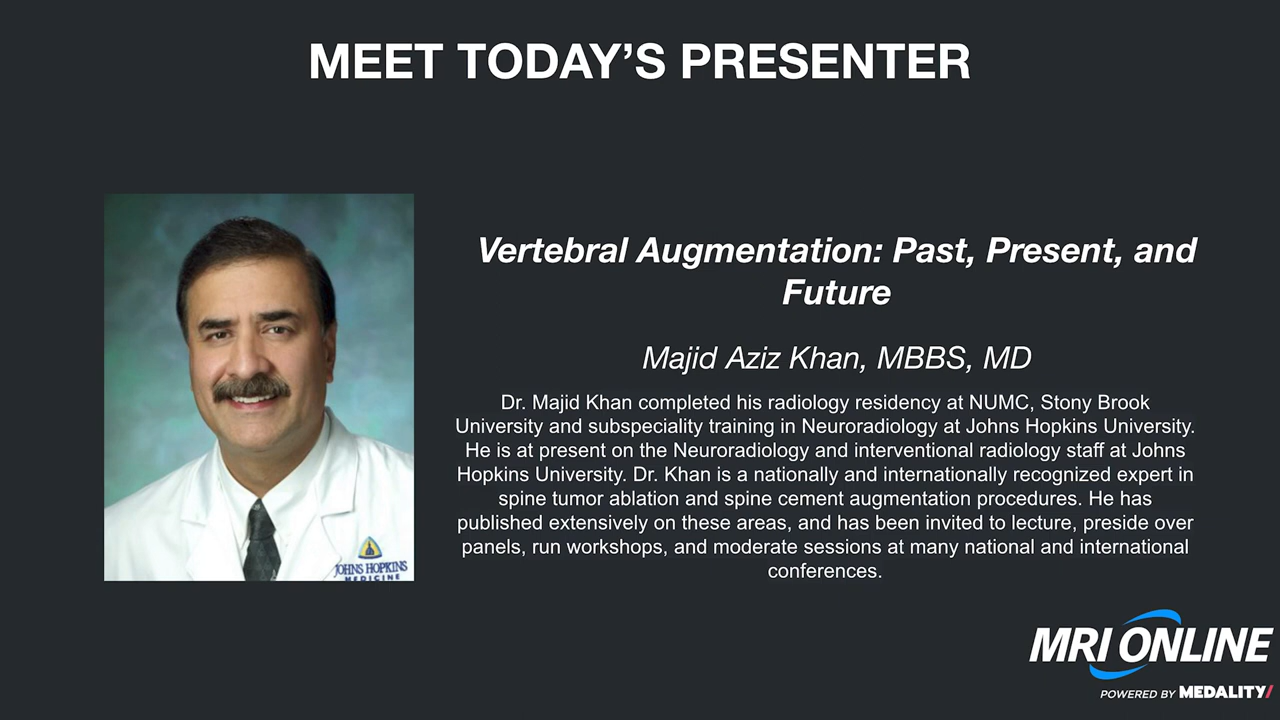 MEET TODAY’S PRESENTER
Vertebral Augmentation: Past, Present, and
Future
Majid Aziz Khan, MBBS, MD
Dr. Majid Khan completed his radiology residency at NUMC, Stony Brook
University and subspeciality training in Neuroradiology at Johns Hopkins University.
He is at present on the Neuroradiology and interventional radiology staff at Johns
Hopkins University. Dr. Khan is a nationally and internationally recognized expert in
spine tumor ablation and spine cement augmentation procedures. He has
published extensively on these areas, and has been invited to lecture, preside over
panels, run workshops, and moderate sessions at many national and international
conferences.
JOHNS HOPKINS
MEDICINE
MRI ONLINE
POWERED BY MEDALITY/